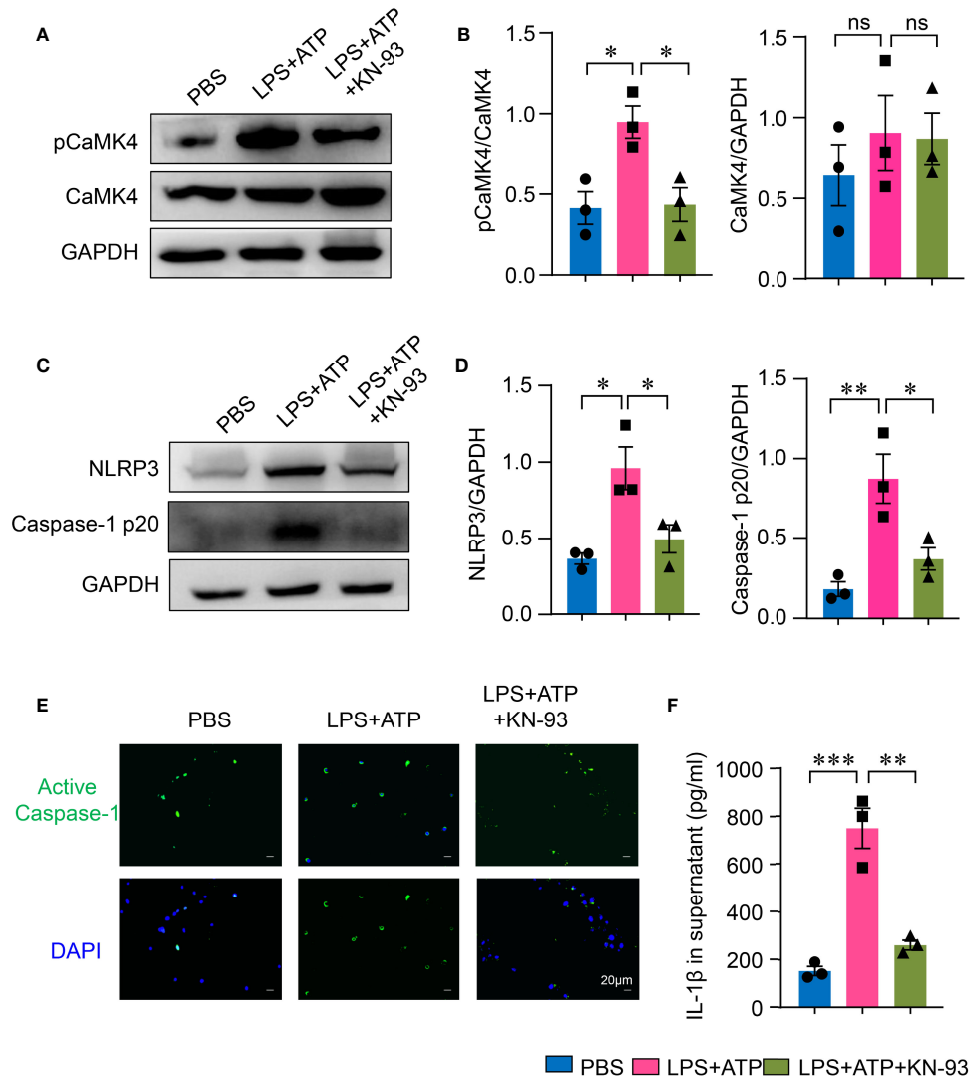 A
PBS
LPS+ATP
LPS+ATP
+KN-93
pCaMK4
CaMK4
GAPDH
B
pCaMK4/CaMK4
1.5
1.0
0.5
0.0
*
*
CaMK4/GAPDH
1.5
1.0
0.5
0.0
ns
ns
C
PBS
LPS+ATP
LPS+ATP
+KN-93
NLRP3
Caspase-1 p20
GAPDH
D
NLRP3/GAPDH
1.5
1.0
0.5
0.0
*
*
Caspase-1 p20/GAPDH
1.5
1.0
0.5
0.0
**
*
E
PBS
LPS+ATP
LPS+ATP
+KN-93
Active
Caspase-1
DAPI
20μm
F
IL-1β in supernatant (pg/ml)
1000
800
600
400
200
0
***
**
PBS
LPS+ATP
LPS+ATP+KN-93